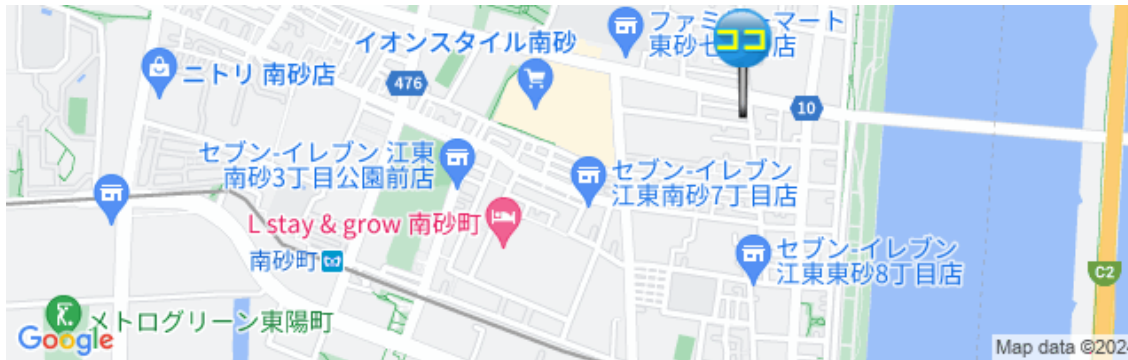 ファミリーマート
東砂七
店
ココ
イオンスタイル南砂
ニトリ 南砂店
476
10
セブン-イレブン 江東
南砂3丁目公園前店
セブン-イレブン
江東南砂7丁目店
L stay & grow 南砂町
南砂町
セブン-イレブン
江東東砂8丁目店
C2
メトログリーン東陽町
Google
Map data ©2024